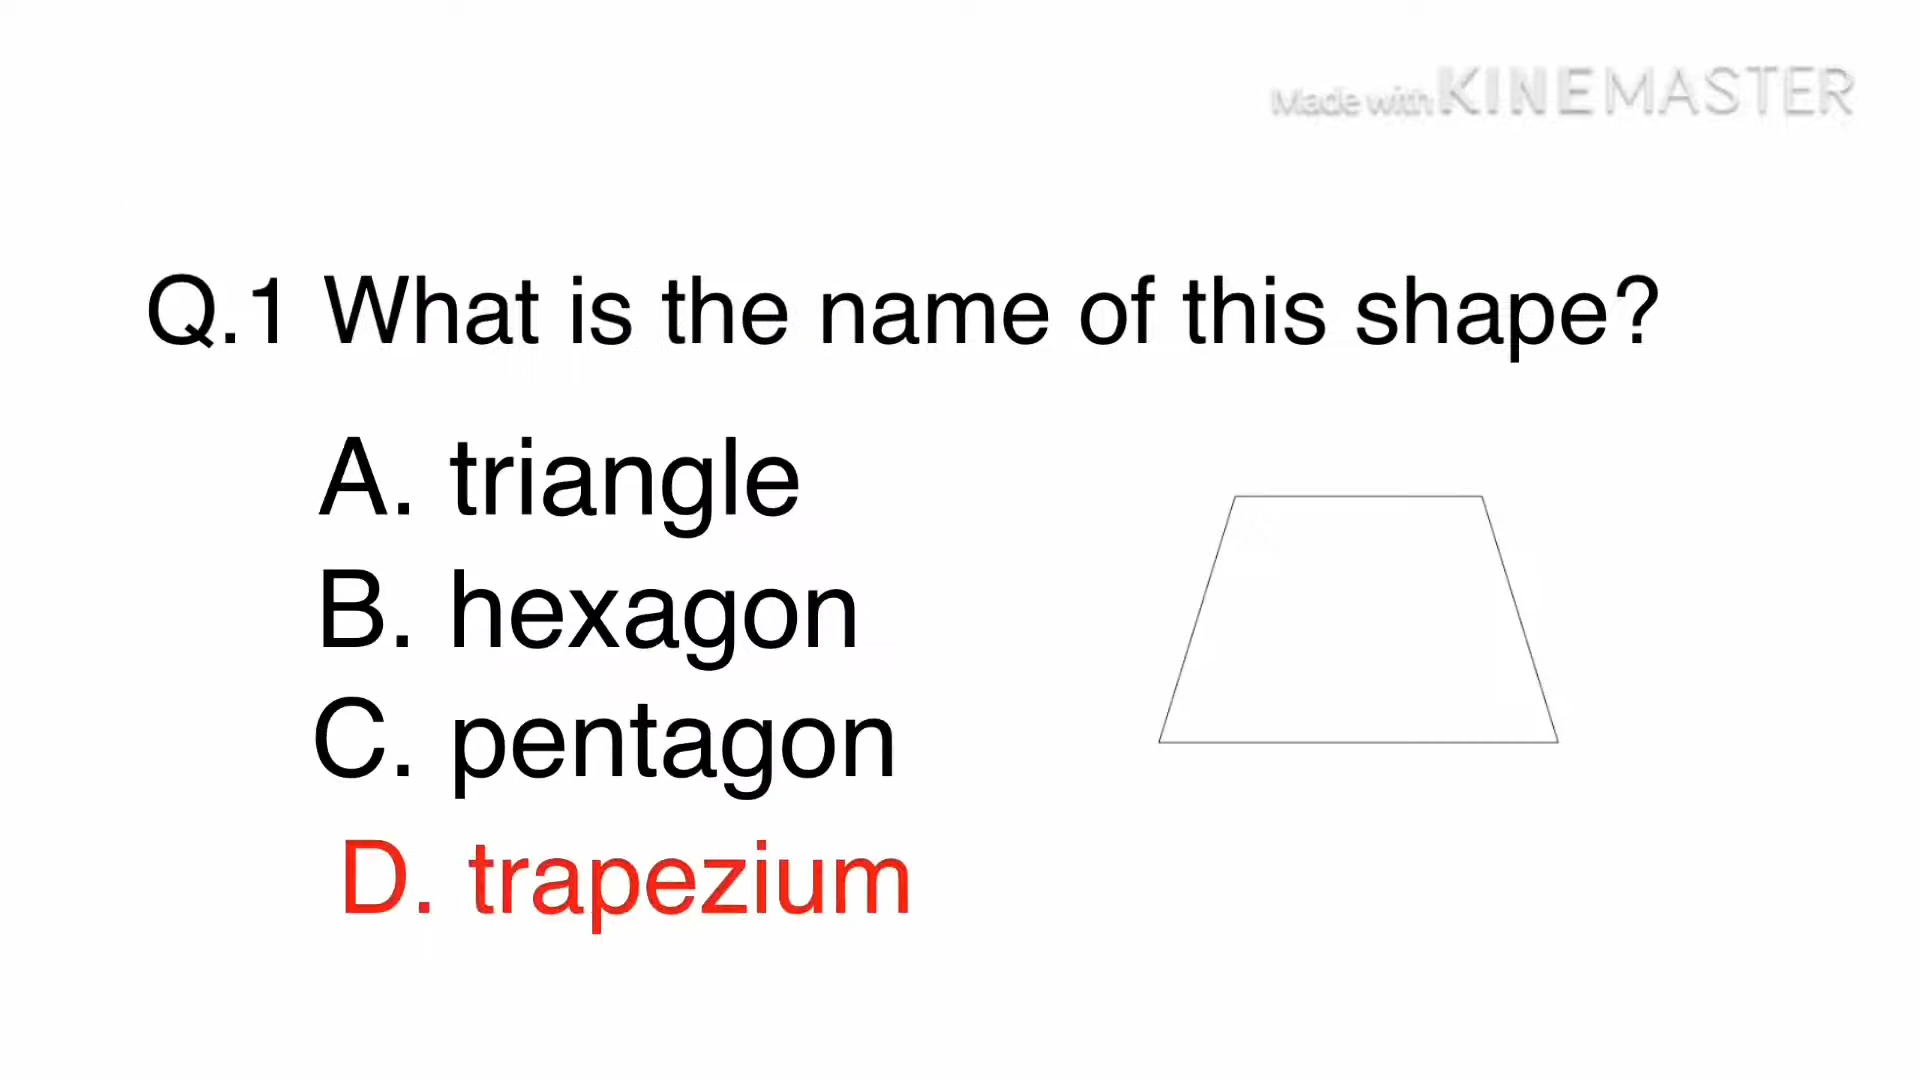 Made with KINEMASTER
Q.1 What is the name of this shape?
A. triangle
B. hexagon
C. pentagon
D. trapezium